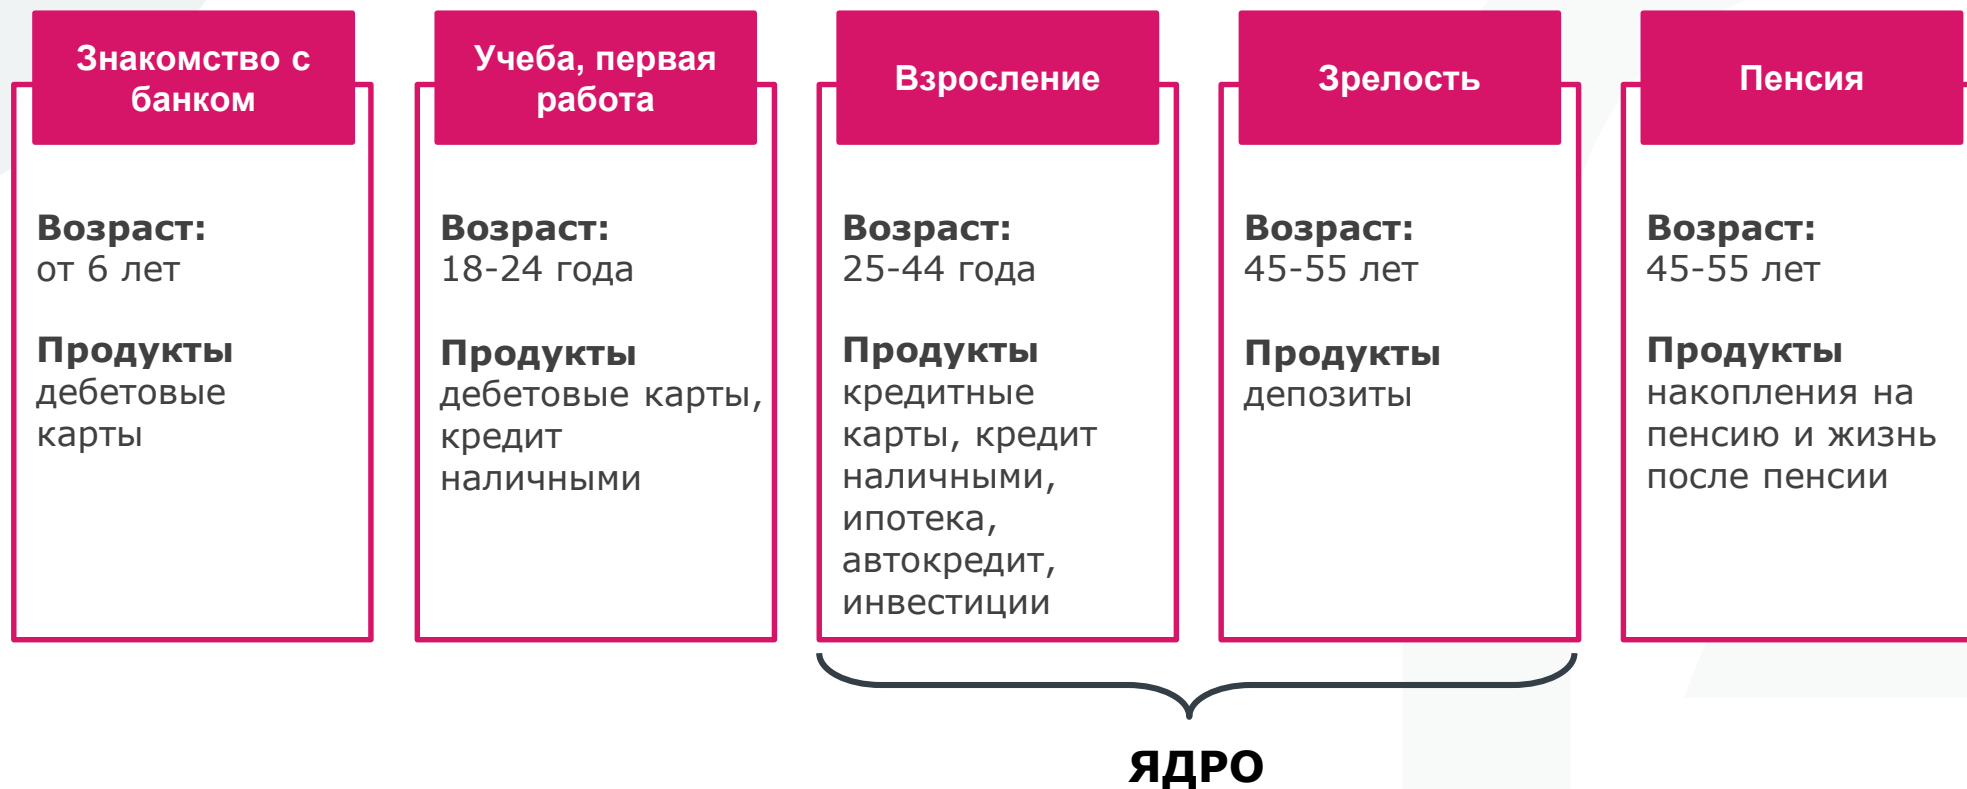 Знакомство с
банком
Возраст:
от 6 лет
Продукты
дебетовые
карты
Учеба, первая
работа
Возраст:
18-24 года
Продукты
дебетовые карты,
кредит
наличными
Взросление
Возраст:
25-44 года
Продукты
кредитные
карты, кредит
наличными,
ипотека,
автокредит,
инвестиции
Зрелость
Возраст:
45-55 лет
Продукты
депозиты
Пенсия
Возраст:
45-55 лет
Продукты
накопления на
пенсию и жизнь
после пенсии
ЯДРО